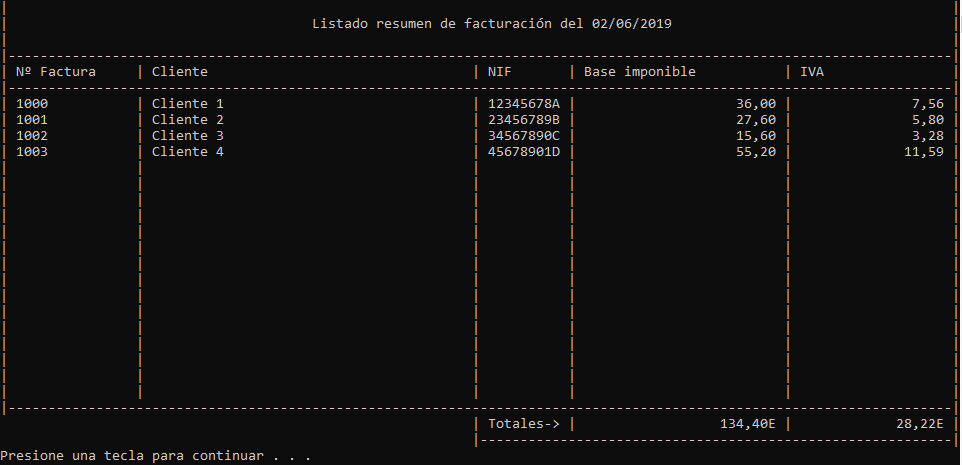 Listado resumen de facturación del 02/06/2019
Nº Factura | Cliente | NIF | Base imponible | IVA
1000 | Cliente 1 | 12345678A | 36,00 | 7,56
1001 | Cliente 2 | 23456789B | 27,60 | 5,80
1002 | Cliente 3 | 34567890C | 15,60 | 3,28
1003 | Cliente 4 | 45678901D | 55,20 | 11,59
Totales-> | 134,40E | 28,22E
Presione una tecla para continuar . . .